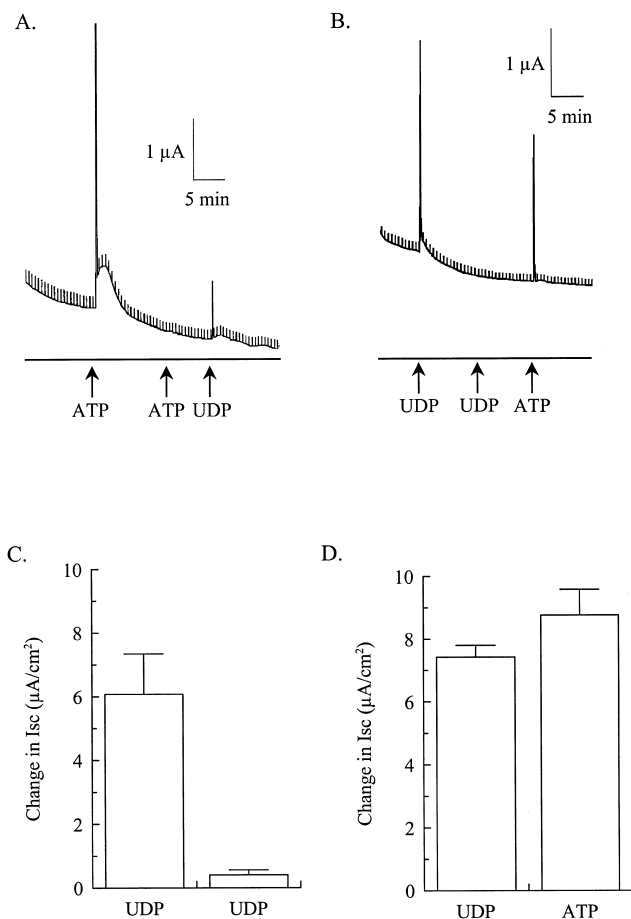 A.
1 µA
5 min
ATP
ATP
UDP
B.
1 µA
5 min
UDP
UDP
ATP
C.
Change in Isc (µA/cm²)
10
8
6
4
2
0
UDP
UDP
D.
Change in Isc (µA/cm²)
10
8
6
4
2
0
UDP
ATP